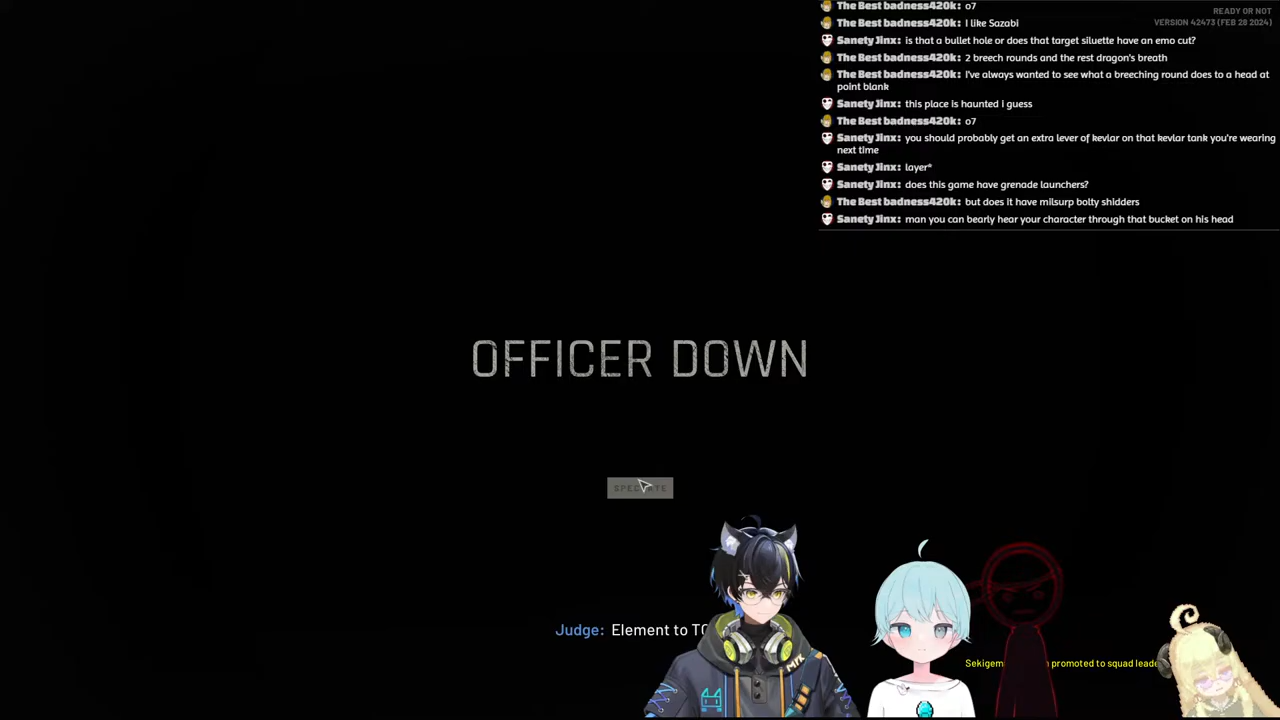 READY OR NOT
VERSION 42473 (FEB 28 2024)
The Best badness420k: o7
The Best badness420k: I like Sazabi
Sanety Jinx: is that a bullet hole or does that target siluette have an emo cut?
The Best badness420k: 2 breech rounds and the rest dragon's breath
The Best badness420k: I've always wanted to see what a breeching round does to a head at
point blank
Sanety Jinx: this place is haunted i guess
The Best badness420k: o7
Sanety Jinx: you should probably get an extra lever of kevlar on that kevlar tank you're wearing
next time
Sanety Jinx: layer*
Sanety Jinx: does this game have grenade launchers?
The Best badness420k: but does it have milsurp bolty shidders
Sanety Jinx: man you can bearly hear your character through that bucket on his head
OFFICER DOWN
SPECTATE
Judge: Element to TO
Sekigem
promoted to squad leade